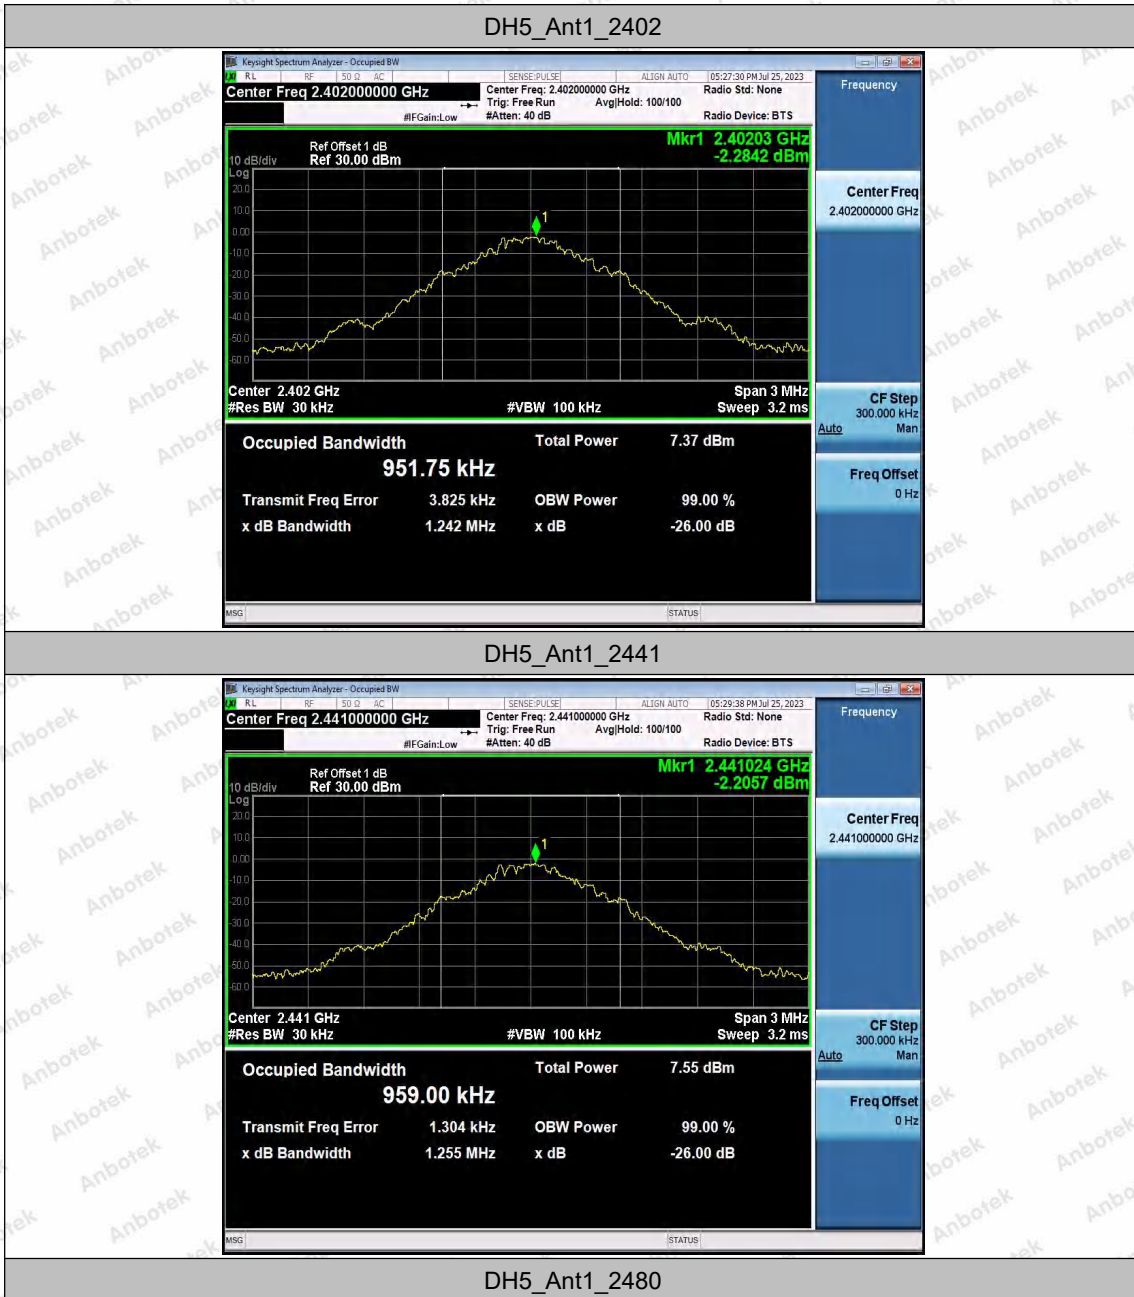 DH5_Ant1_2402
Keysight Spectrum Analyzer - Occupied BW
RL RF 50 Ω AC SENSE:PULSE ALIGN AUTO 05:27:30 PM Jul 25, 2023
Center Freq 2.402000000 GHz
Center Freq: 2.402000000 GHz
Radio Std: None
Trig: Free Run Avg|Hold: 100/100
#IFGain:Low #Atten: 40 dB Radio Device: BTS
Mkr1 2.40203 GHz
-2.2842 dBm
Ref Offset 1 dB
10 dB/div Ref 30.00 dBm
Log
20.0
10.0
0.00
-10.0
-20.0
-30.0
-40.0
-50.0
-60.0
1
Center 2.402 GHz Span 3 MHz
#Res BW 30 kHz #VBW 100 kHz Sweep 3.2 ms
Occupied Bandwidth Total Power 7.37 dBm
951.75 kHz
Transmit Freq Error 3.825 kHz OBW Power 99.00 %
x dB Bandwidth 1.242 MHz x dB -26.00 dB
MSG STATUS
Frequency
Center Freq
2.402000000 GHz
CF Step
300.000 kHz
Auto Man
Freq Offset
0 Hz
DH5_Ant1_2441
Keysight Spectrum Analyzer - Occupied BW
RL RF 50 Ω AC SENSE:PULSE ALIGN AUTO 05:29:38 PM Jul 25, 2023
Center Freq 2.441000000 GHz
Center Freq: 2.441000000 GHz
Radio Std: None
Trig: Free Run Avg|Hold: 100/100
#IFGain:Low #Atten: 40 dB Radio Device: BTS
Mkr1 2.441024 GHz
-2.2057 dBm
Ref Offset 1 dB
10 dB/div Ref 30.00 dBm
Log
20.0
10.0
0.00
-10.0
-20.0
-30.0
-40.0
-50.0
-60.0
1
Center 2.441 GHz Span 3 MHz
#Res BW 30 kHz #VBW 100 kHz Sweep 3.2 ms
Occupied Bandwidth Total Power 7.55 dBm
959.00 kHz
Transmit Freq Error 1.304 kHz OBW Power 99.00 %
x dB Bandwidth 1.255 MHz x dB -26.00 dB
MSG STATUS
Frequency
Center Freq
2.441000000 GHz
CF Step
300.000 kHz
Auto Man
Freq Offset
0 Hz
DH5_Ant1_2480
Anbotek